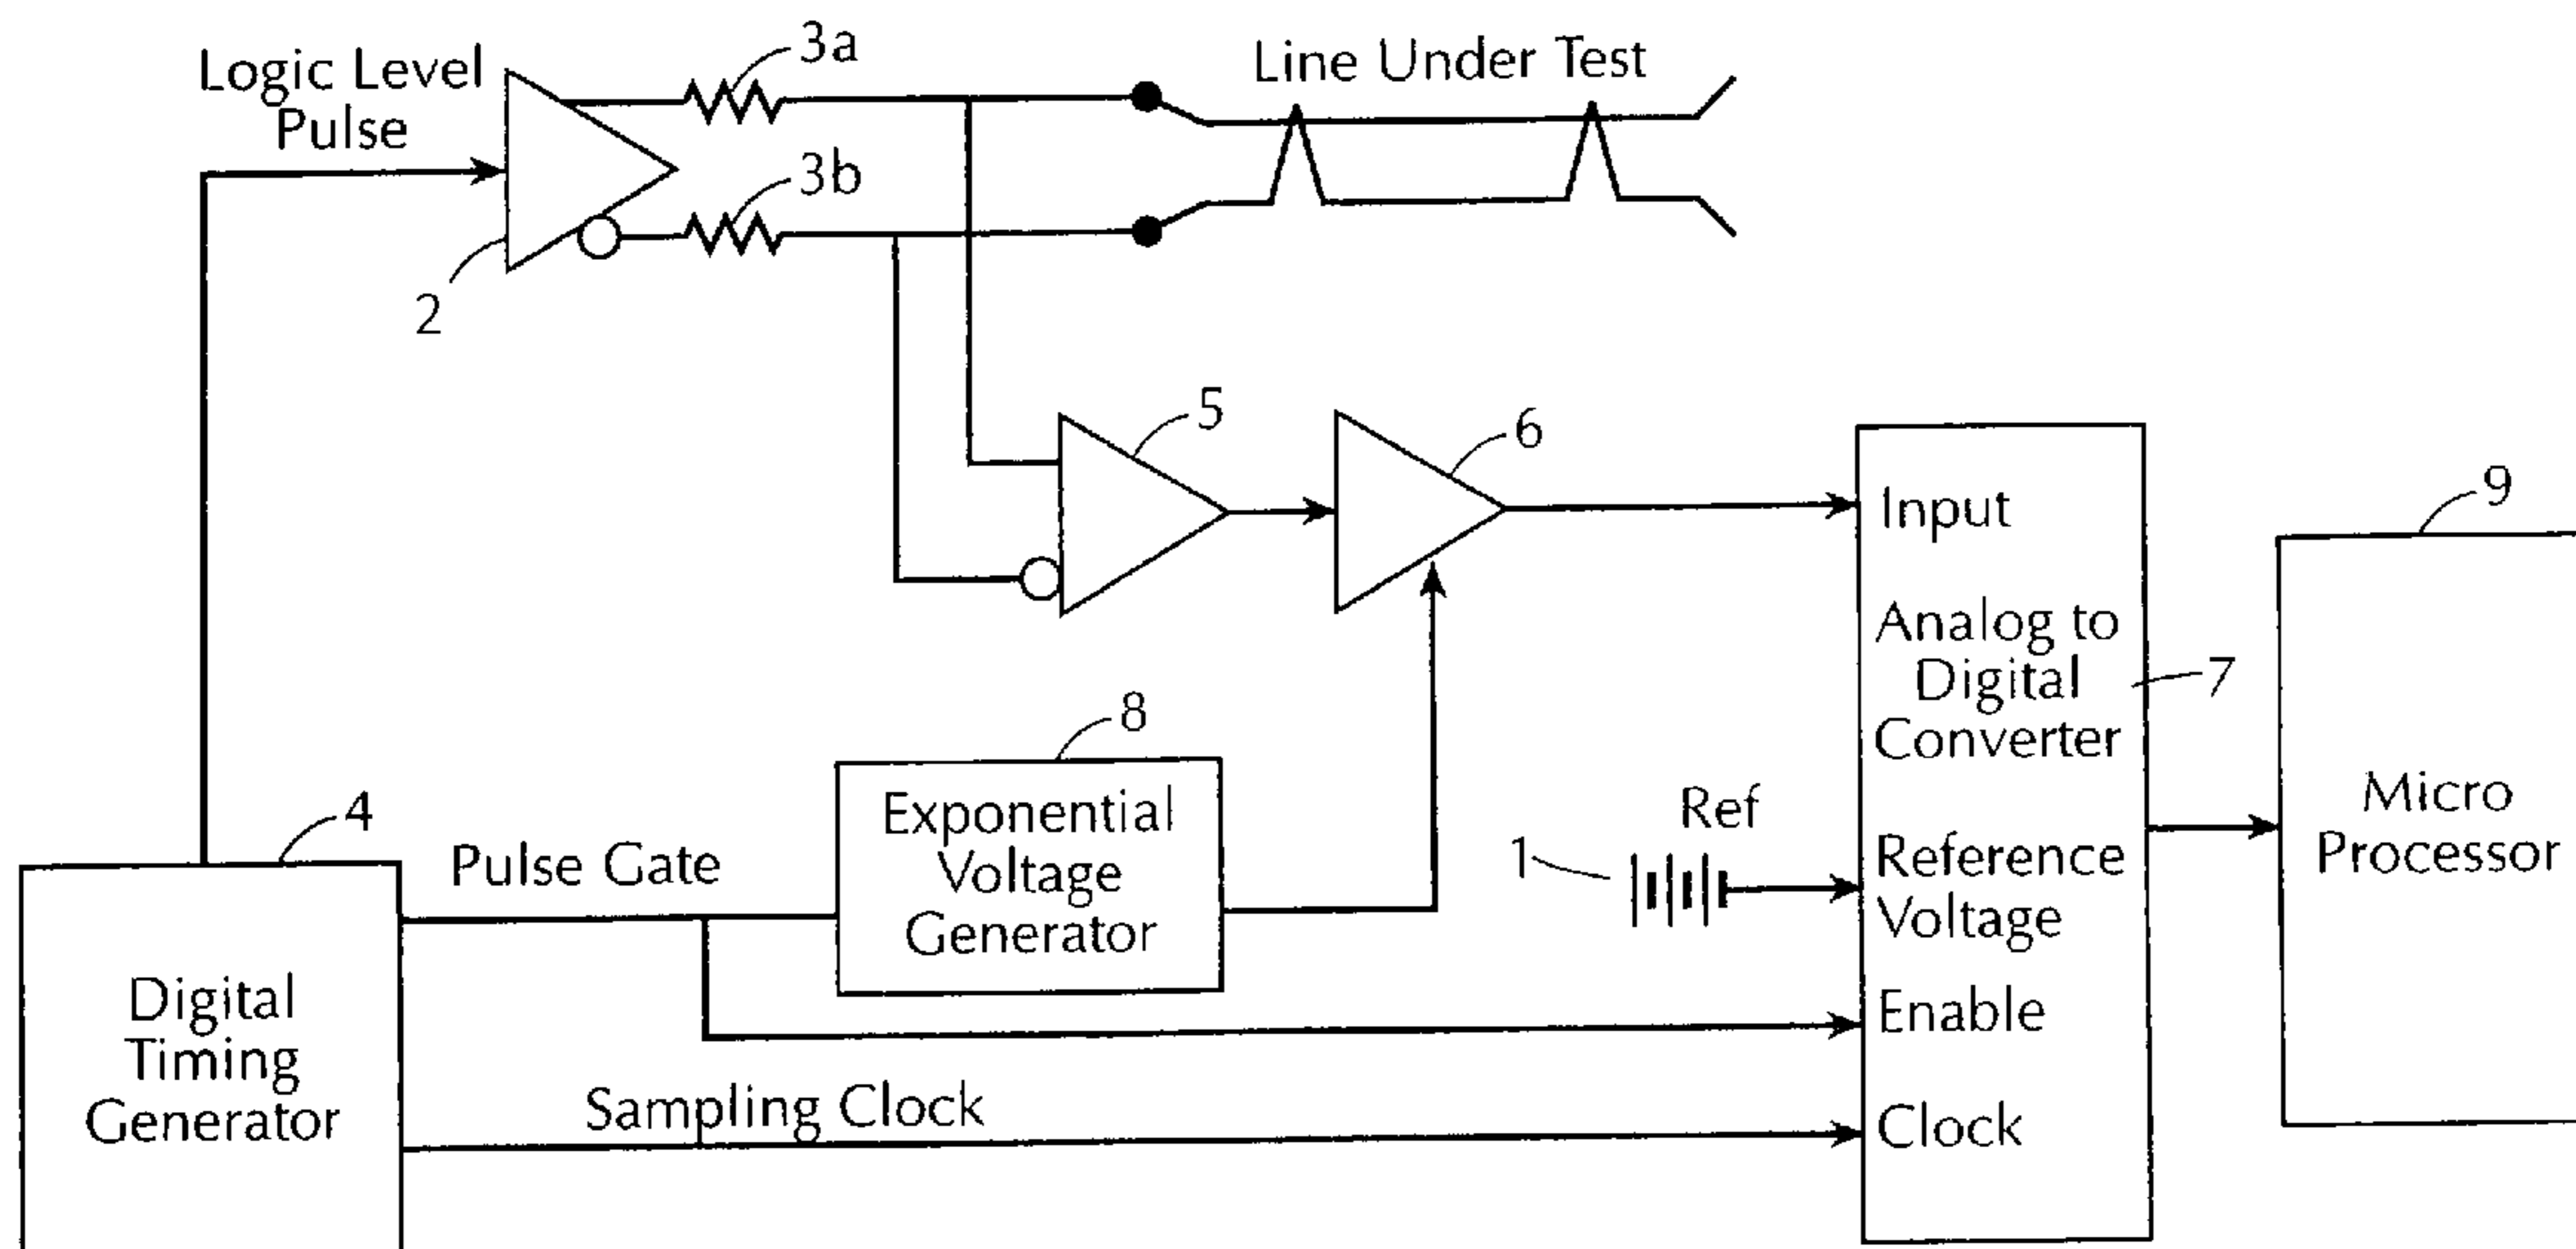 3a
Line Under Test
Logic Level
Pulse
3b
2
5
6
Input
9
Analog to
Digital
Converter
7
8
Exponential
Voltage
Generator
Ref
1
Reference
Voltage
Micro
Processor
4
Pulse Gate
Digital
Timing
Generator
Enable
Sampling Clock
Clock